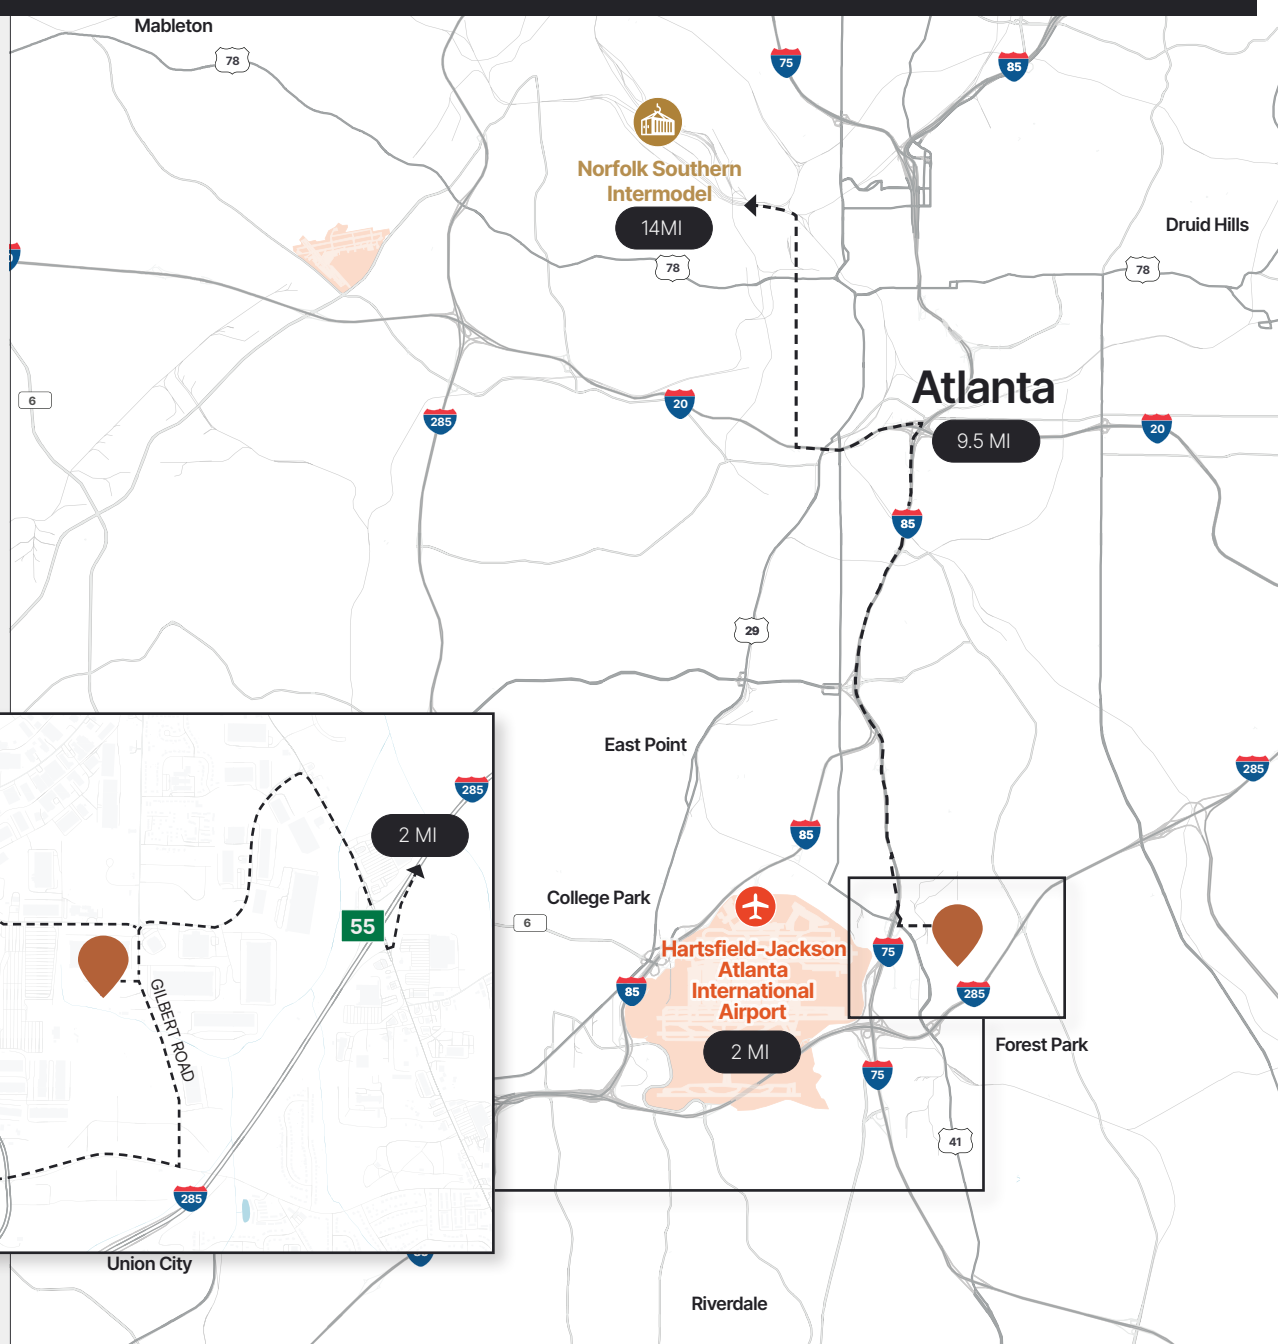 Mableton
78
75
85
Norfolk Southern
Intermodel
14MI
78
Druid Hills
78
6
285
20
Atlanta
9.5 MI
20
85
29
East Point
285
85
285
2 MI
55
GILBERT ROAD
285
College Park
6
Hartsfield-Jackson
Atlanta
International
Airport
2 MI
85
75
285
Forest Park
75
41
Union City
Riverdale